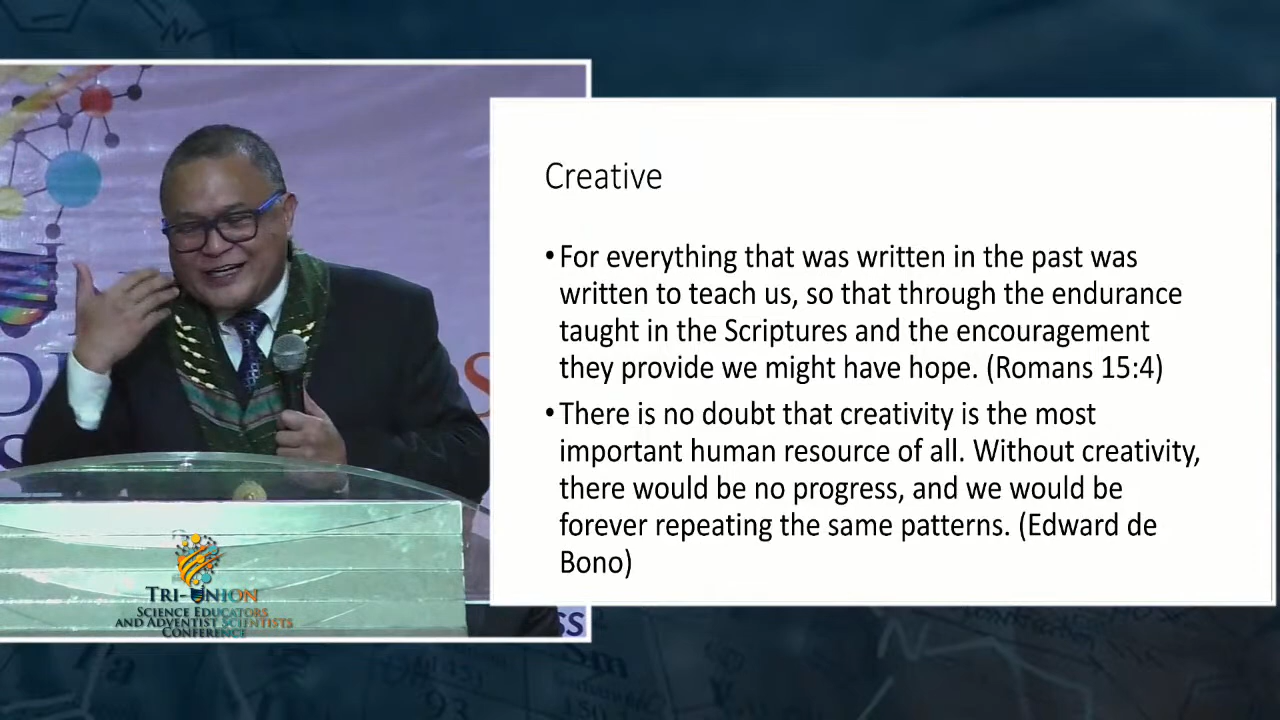 Creative
•For everything that was written in the past was
written to teach us, so that through the endurance
taught in the Scriptures and the encouragement
they provide we might have hope. (Romans 15:4)
•There is no doubt that creativity is the most
important human resource of all. Without creativity,
there would be no progress, and we would be
forever repeating the same patterns. (Edward de
Bono)
TRI-UNION
SCIENCE EDUCATORS
AND ADVENTIST SCIENTISTS
CONFERENCE
SS
Sm
93